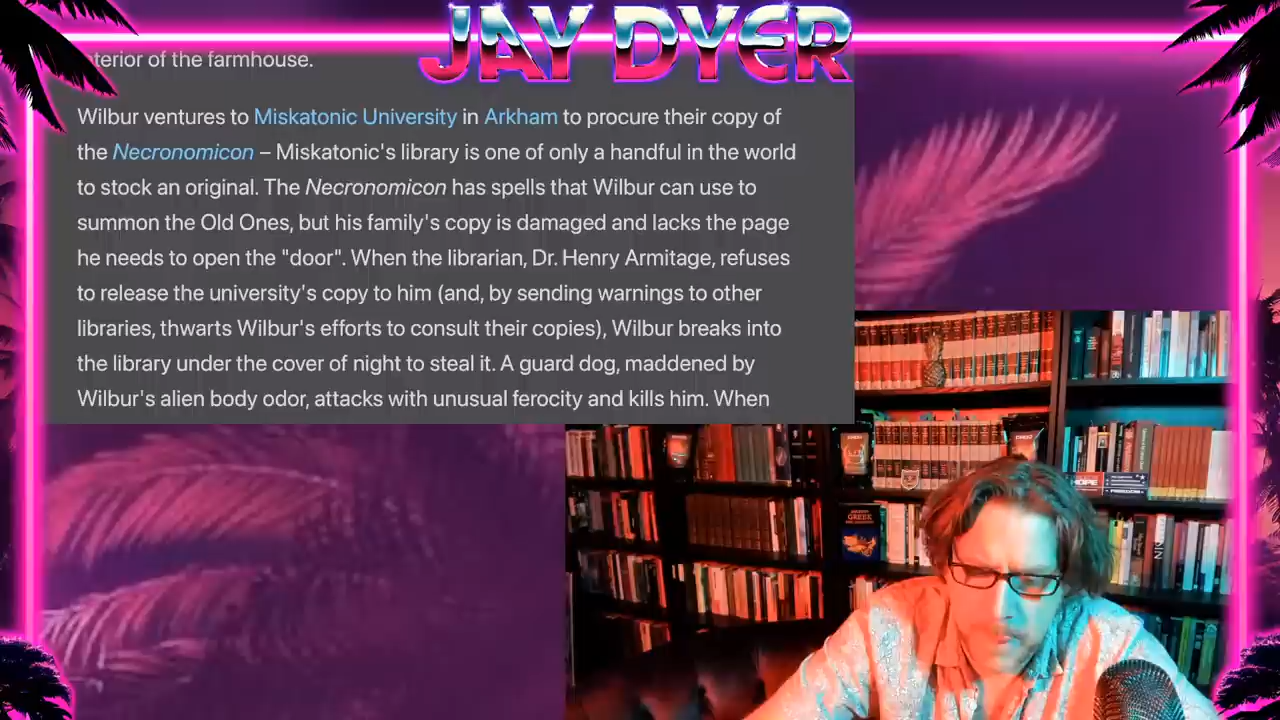 JAY DYER
terior of the farmhouse.
Wilbur ventures to Miskatonic University in Arkham to procure their copy of
the Necronomicon – Miskatonic's library is one of only a handful in the world
to stock an original. The Necronomicon has spells that Wilbur can use to
summon the Old Ones, but his family's copy is damaged and lacks the page
he needs to open the "door". When the librarian, Dr. Henry Armitage, refuses
to release the university's copy to him (and, by sending warnings to other
libraries, thwarts Wilbur's efforts to consult their copies), Wilbur breaks into
the library under the cover of night to steal it. A guard dog, maddened by
Wilbur's alien body odor, attacks with unusual ferocity and kills him. When
GREEK
HOPE